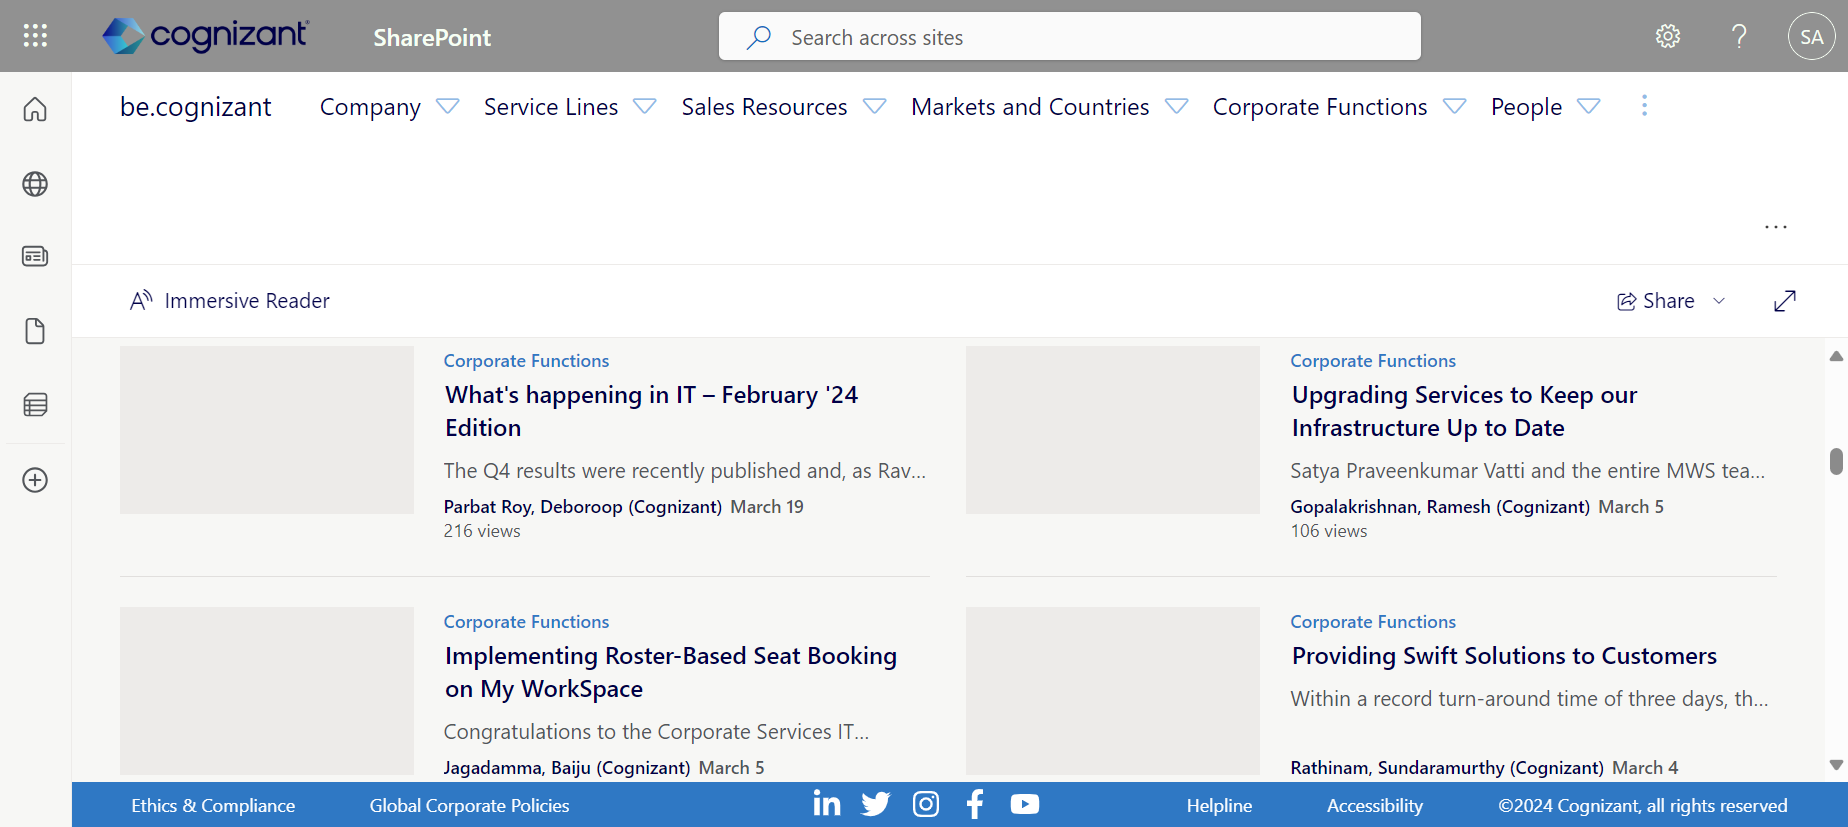 cognizant
SharePoint
Search across sites
SA
be.cognizant
Company
Service Lines
Sales Resources
Markets and Countries
Corporate Functions
People
Immersive Reader
Share
Corporate Functions
What's happening in IT – February '24
Edition
The Q4 results were recently published and, as Rav...
Parbat Roy, Deboroop (Cognizant) March 19
216 views
Corporate Functions
Upgrading Services to Keep our
Infrastructure Up to Date
Satya Praveenkumar Vatti and the entire MWS tea...
Gopalakrishnan, Ramesh (Cognizant) March 5
106 views
Corporate Functions
Implementing Roster-Based Seat Booking
on My WorkSpace
Congratulations to the Corporate Services IT...
Jagadamma, Baiju (Cognizant) March 5
Corporate Functions
Providing Swift Solutions to Customers
Within a record turn-around time of three days, th...
Rathinam, Sundaramurthy (Cognizant) March 4
Ethics & Compliance
Global Corporate Policies
Helpline
Accessibility
©2024 Cognizant, all rights reserved